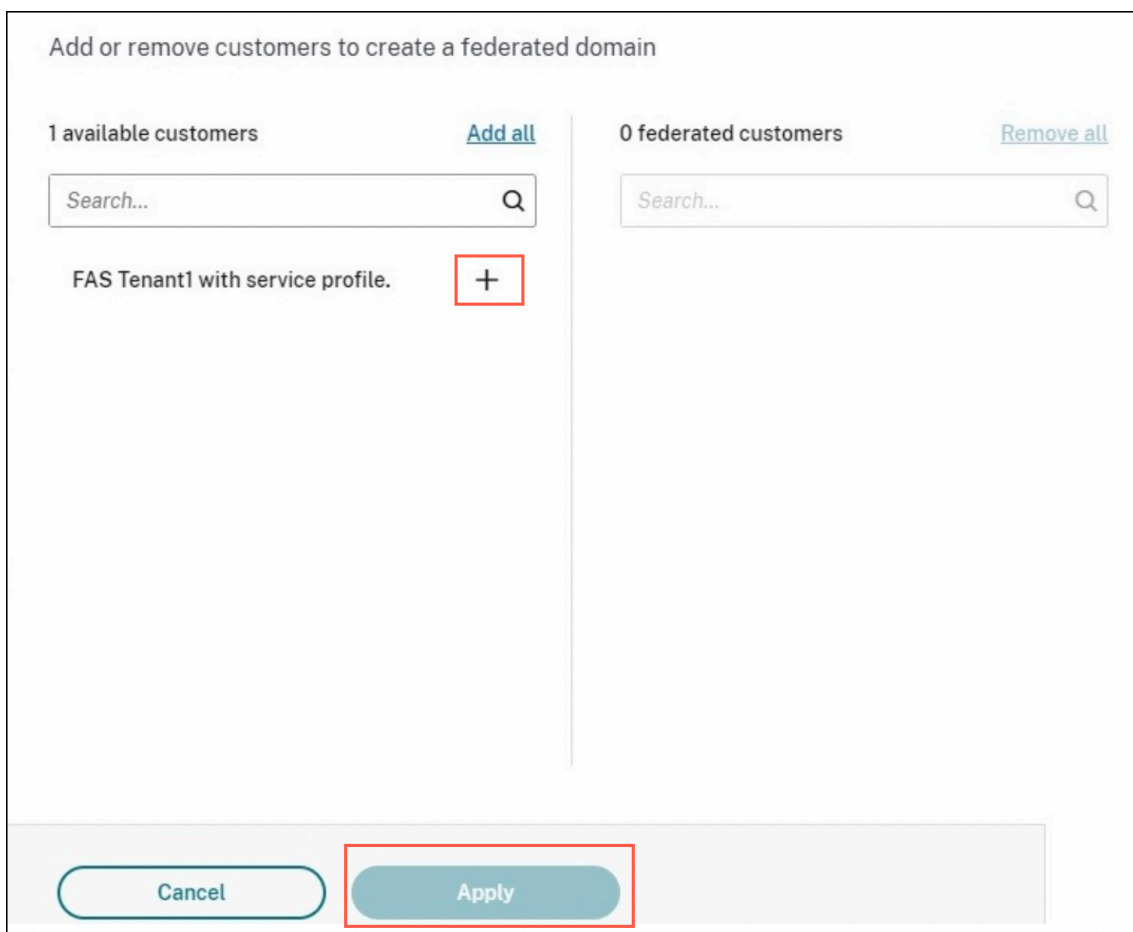 Add or remove customers to create a federated domain
1 available customers
Add all
Search...
FAS Tenant1 with service profile.
0 federated customers
Remove all
Search...
Cancel
Apply